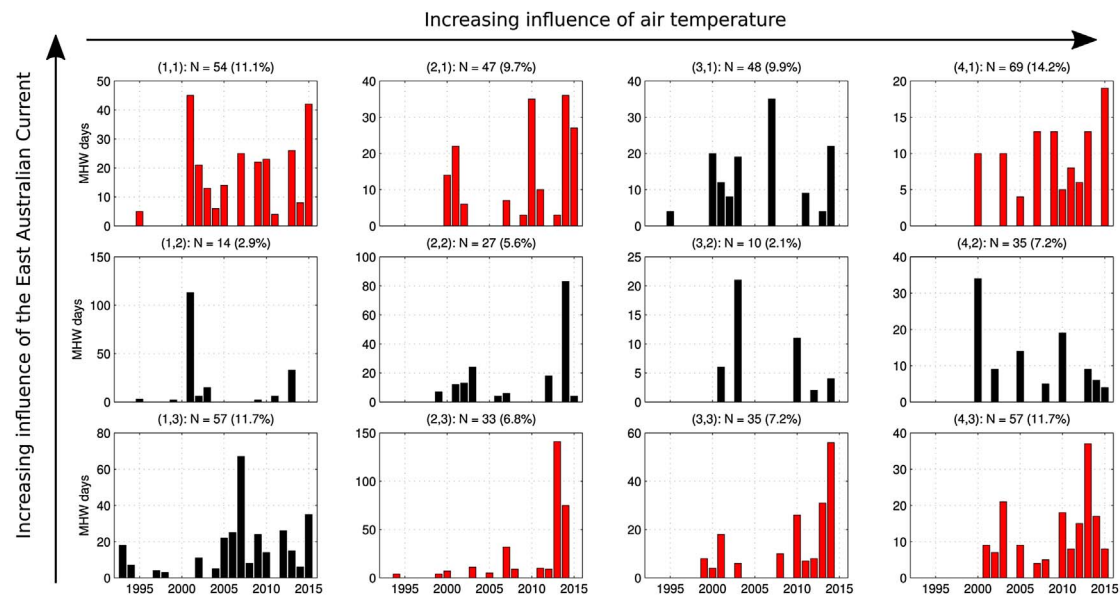 Increasing influence of air temperature
Increasing influence of the East Australian Current
(1,1): N = 54 (11.1%)
(2,1): N = 47 (9.7%)
(3,1): N = 48 (9.9%)
(4,1): N = 69 (14.2%)
MHW days
50
40
30
20
10
0
40
30
20
10
0
40
30
20
10
0
20
15
10
5
0
(1,2): N = 14 (2.9%)
(2,2): N = 27 (5.6%)
(3,2): N = 10 (2.1%)
(4,2): N = 35 (7.2%)
MHW days
150
100
50
0
100
80
60
40
20
0
25
20
15
10
5
0
40
30
20
10
0
(1,3): N = 57 (11.7%)
(2,3): N = 33 (6.8%)
(3,3): N = 35 (7.2%)
(4,3): N = 57 (11.7%)
MHW days
80
60
40
20
0
150
100
50
0
60
40
20
0
40
30
20
10
0
1995 2000 2005 2010 2015
1995 2000 2005 2010 2015
1995 2000 2005 2010 2015
1995 2000 2005 2010 2015